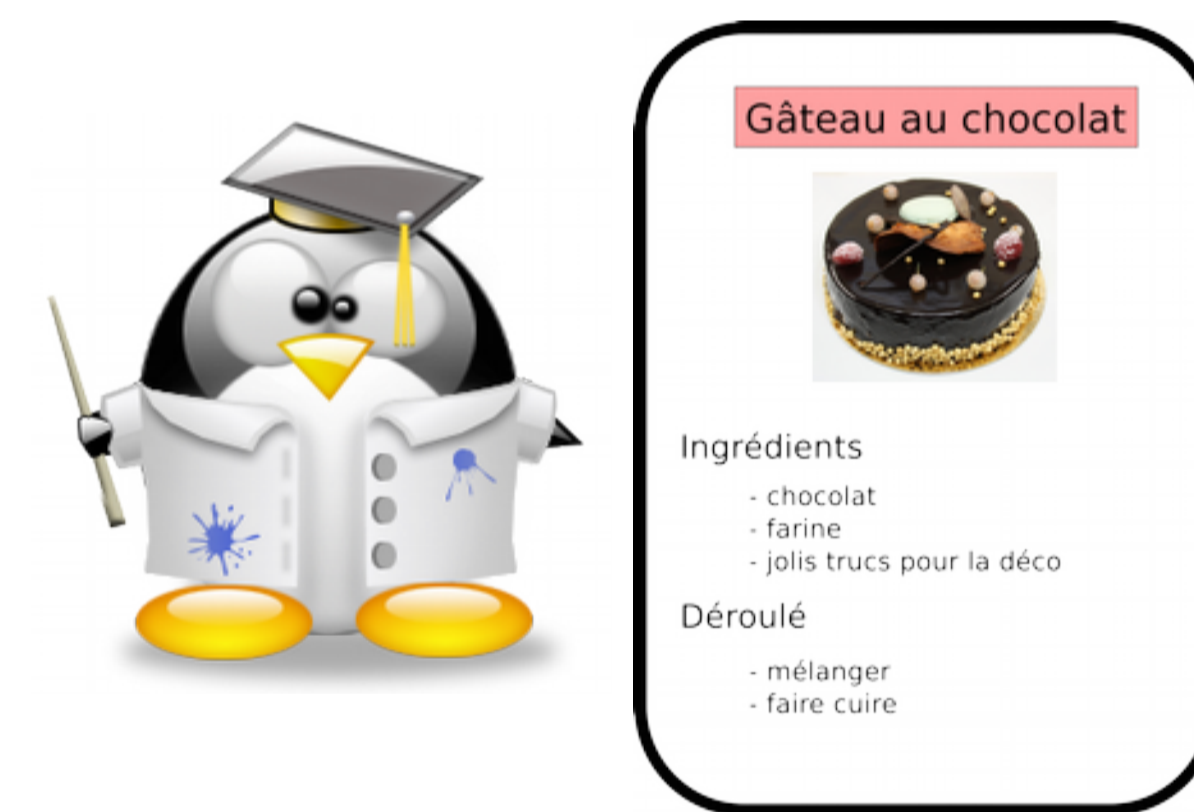 Gâteau au chocolat
Ingrédients
- chocolat
- farine
- jolis trucs pour la déco
Déroulé
- mélanger
- faire cuire